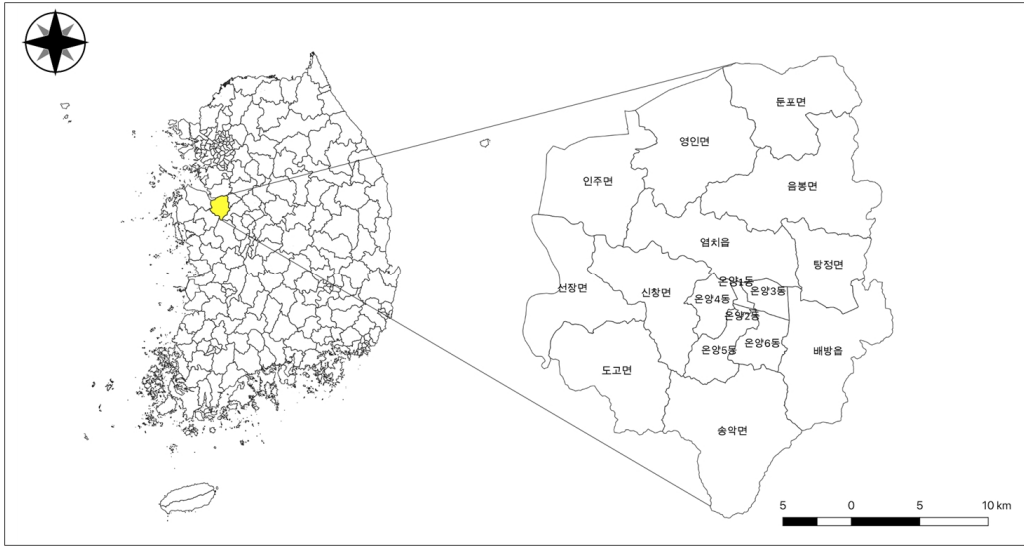 둔포면
영인면
인주면
음봉면
염치읍
탕정면
선장면
신창면
온양1동
온양3동
온양4동
온양2동
온양5동
온양6동
배방읍
도고면
송악면
5 0 5 10 km